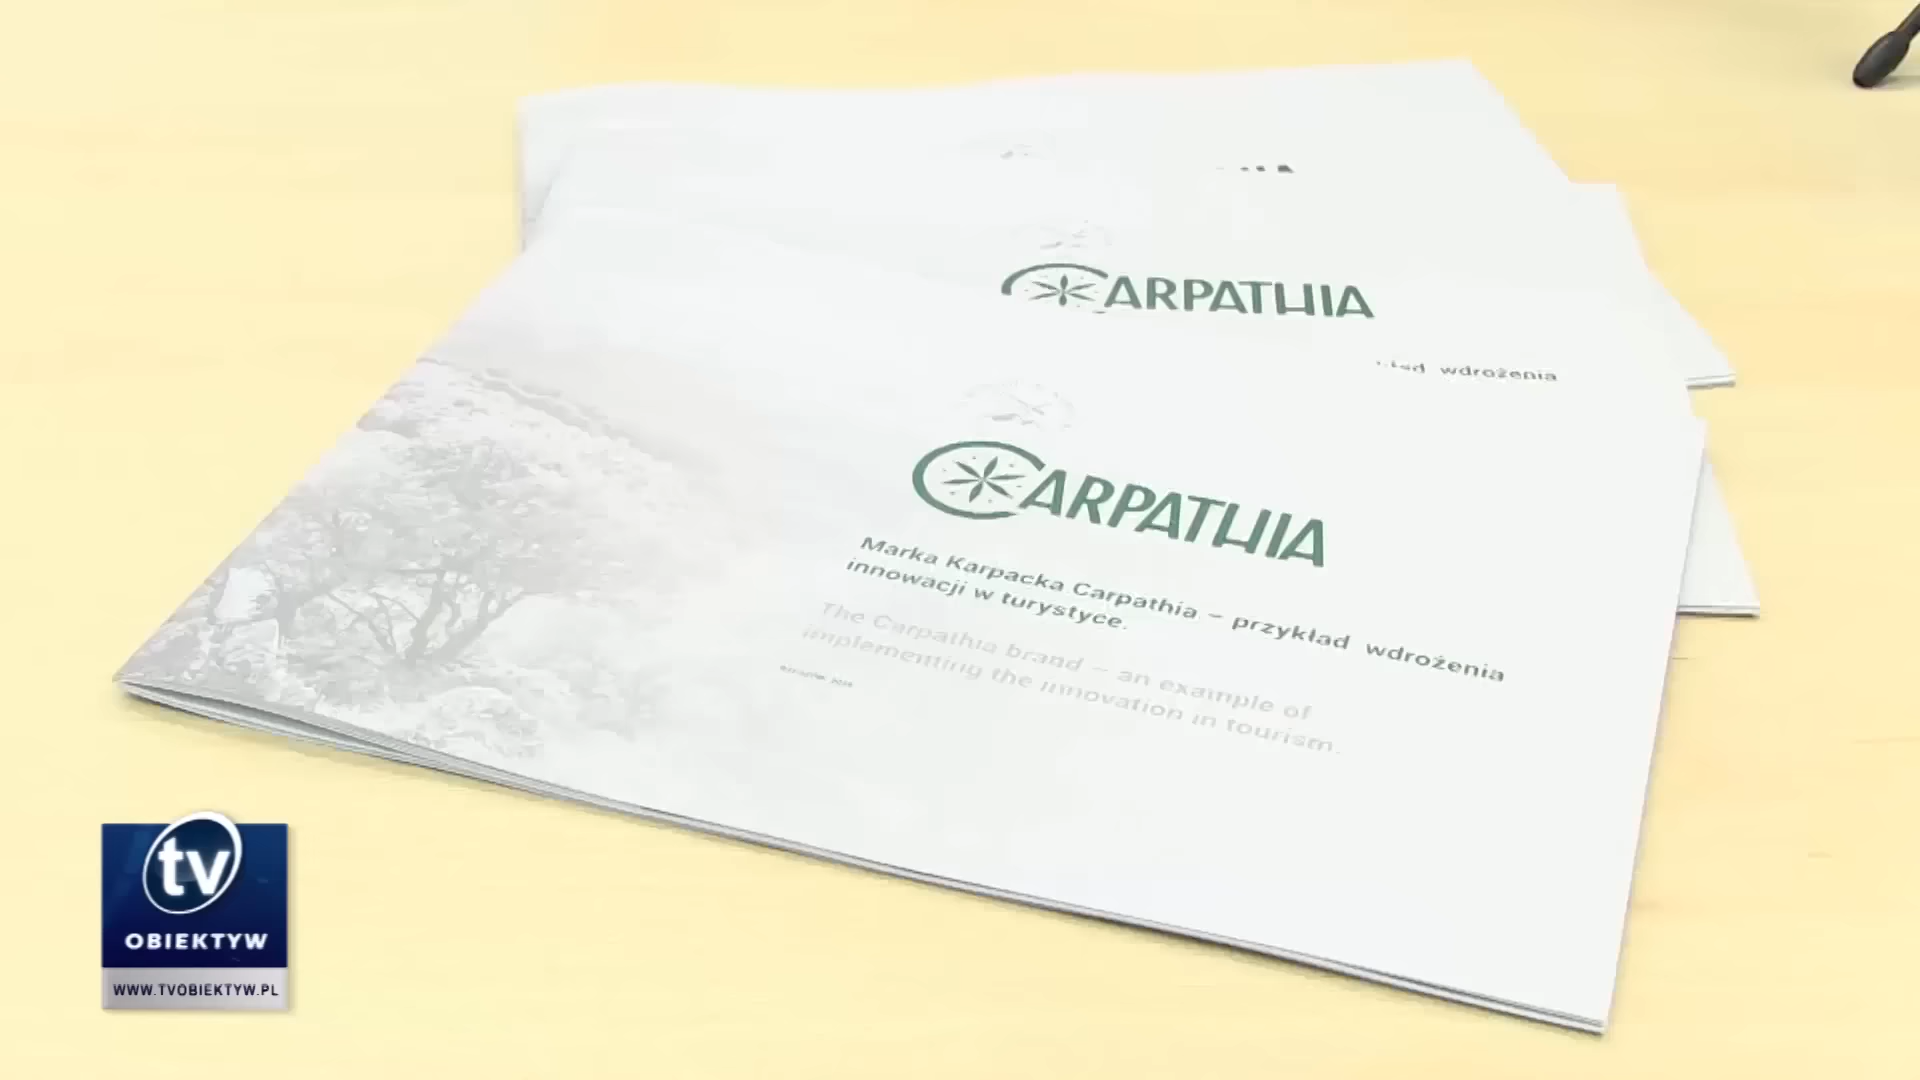 CARPATHIA
wdrożenia
CARPATHIA
Marka Karpacka Carpathia – przykład wdrożenia
innowacji w turystyce.
The Carpathia brand – an example of
implementing the innovation in tourism.
tv
OBIEKTYW
WWW.TVOBIEKTYW.PL